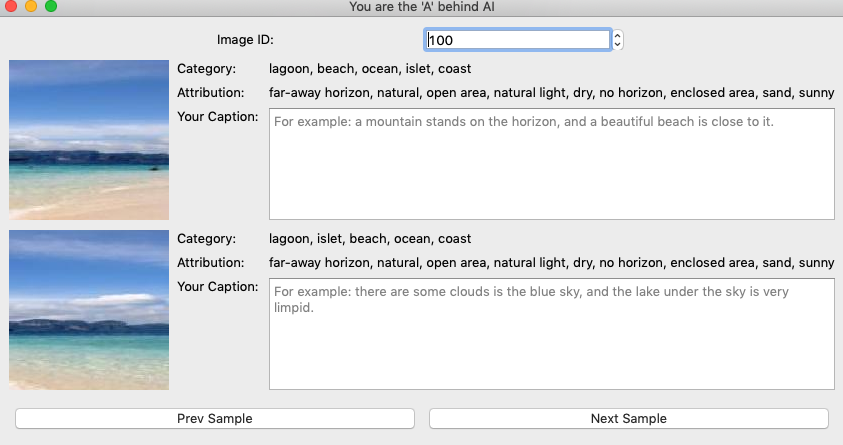 You are the 'A' behind AI
Image ID:
100
Category:
lagoon, beach, ocean, islet, coast
Attribution:
far-away horizon, natural, open area, natural light, dry, no horizon, enclosed area, sand, sunny
Your Caption:
For example: a mountain stands on the horizon, and a beautiful beach is close to it.
Category:
lagoon, islet, beach, ocean, coast
Attribution:
far-away horizon, natural, open area, natural light, dry, no horizon, enclosed area, sand, sunny
Your Caption:
For example: there are some clouds is the blue sky, and the lake under the sky is very
limpid.
Prev Sample
Next Sample